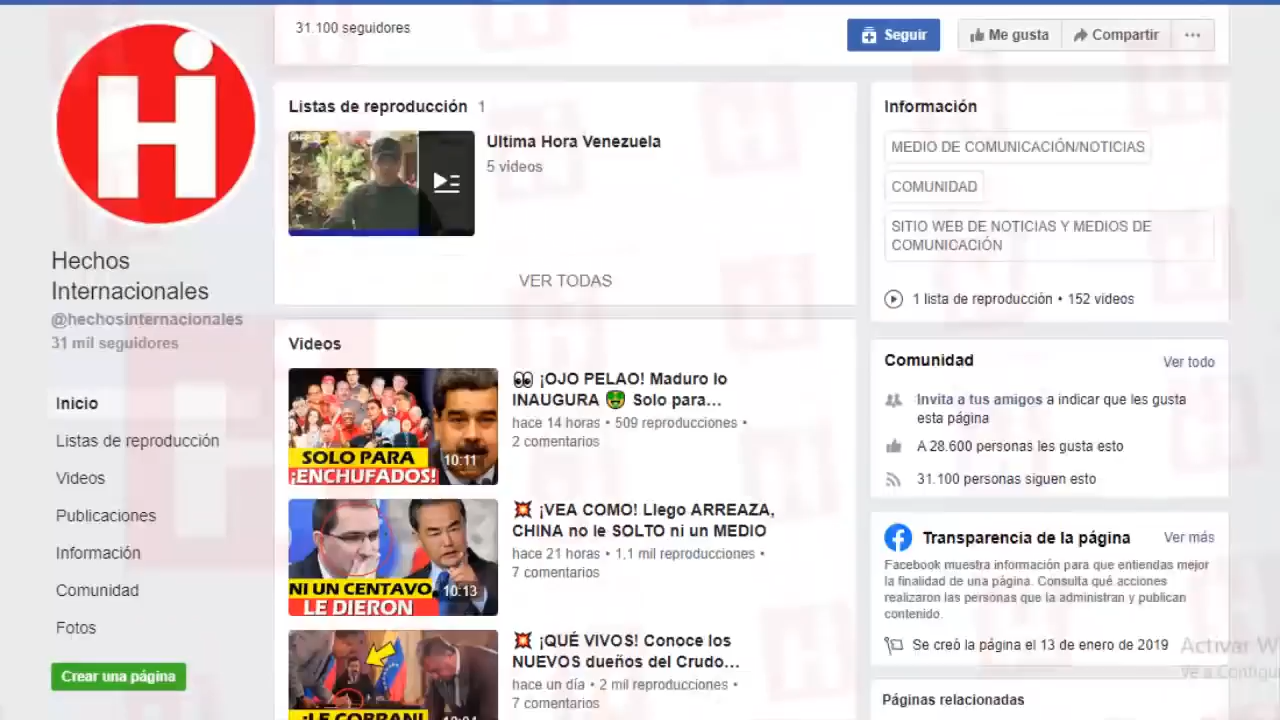 31.100 seguidores
Seguir
Me gusta
Compartir
Hi
Hechos
Internacionales
@hechosinternacionales
31 mil seguidores
Inicio
Listas de reproducción
Videos
Publicaciones
Información
Comunidad
Fotos
Crear una página
Listas de reproducción 1
Ultima Hora Venezuela
5 videos
VER TODAS
Videos
SOLO PARA
¡ENCHUFADOS!
10:11
👀 ¡OJO PELAO! Maduro lo
INAUGURA 🤑 Solo para...
hace 14 horas • 509 reproducciones •
2 comentarios
NI UN CENTAVO
LE DIERON
10:13
💥 ¡VEA COMO! Llego ARREAZA,
CHINA no le SOLTO ni un MEDIO
hace 21 horas • 1,1 mil reproducciones •
7 comentarios
¡LE COBRAN!
💥 ¡QUÉ VIVOS! Conoce los
NUEVOS dueños del Crudo...
hace un día • 2 mil reproducciones •
7 comentarios
Información
MEDIO DE COMUNICACIÓN/NOTICIAS
COMUNIDAD
SITIO WEB DE NOTICIAS Y MEDIOS DE
COMUNICACIÓN
1 lista de reproducción • 152 videos
Comunidad
Ver todo
Invita a tus amigos a indicar que les gusta
esta página
A 28.600 personas les gusta esto
31.100 personas siguen esto
Transparencia de la página
Ver más
Facebook muestra información para que entiendas mejor
la finalidad de una página. Consulta qué acciones
realizaron las personas que la administran y publican
contenido.
Se creó la página el 13 de enero de 2019
Activar W
Ve a Configu
Páginas relacionadas